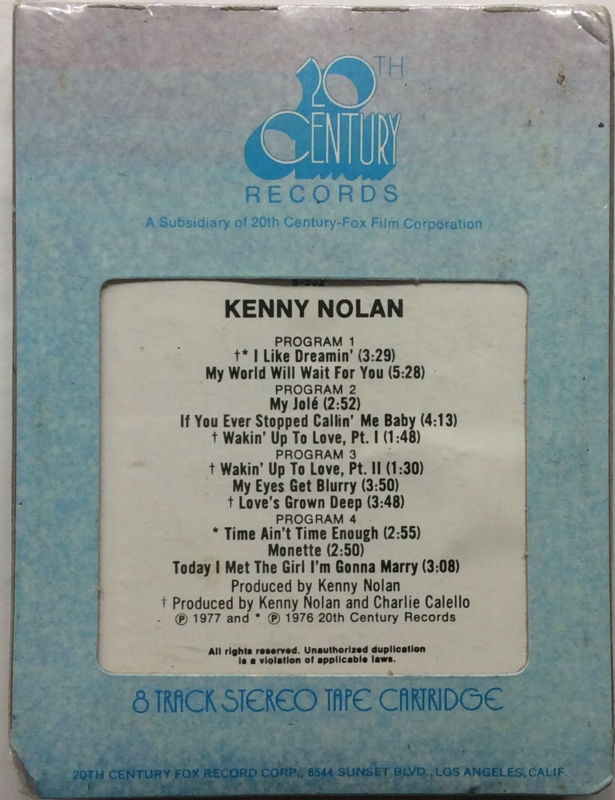 20TH
CENTURY
RECORDS
A Subsidiary of 20th Century-Fox Film Corporation
KENNY NOLAN
PROGRAM 1
†* I Like Dreamin' (3:29)
My World Will Wait For You (5:28)
PROGRAM 2
My Jolé (2:52)
If You Ever Stopped Callin' Me Baby (4:13)
† Wakin' Up To Love, Pt. I (1:48)
PROGRAM 3
† Wakin' Up To Love, Pt. II (1:30)
My Eyes Get Blurry (3:50)
† Love's Grown Deep (3:48)
PROGRAM 4
* Time Ain't Time Enough (2:55)
Monette (2:50)
Today I Met The Girl I'm Gonna Marry (3:08)
Produced by Kenny Nolan
† Produced by Kenny Nolan and Charlie Calello
℗ 1977 and * ℗ 1976 20th Century Records
All rights reserved. Unauthorized duplication
is a violation of applicable laws.
8 TRACK STEREO TAPE CARTRIDGE
20TH CENTURY FOX RECORD CORP., 8544 SUNSET BLVD., LOS ANGELES, CALIF.